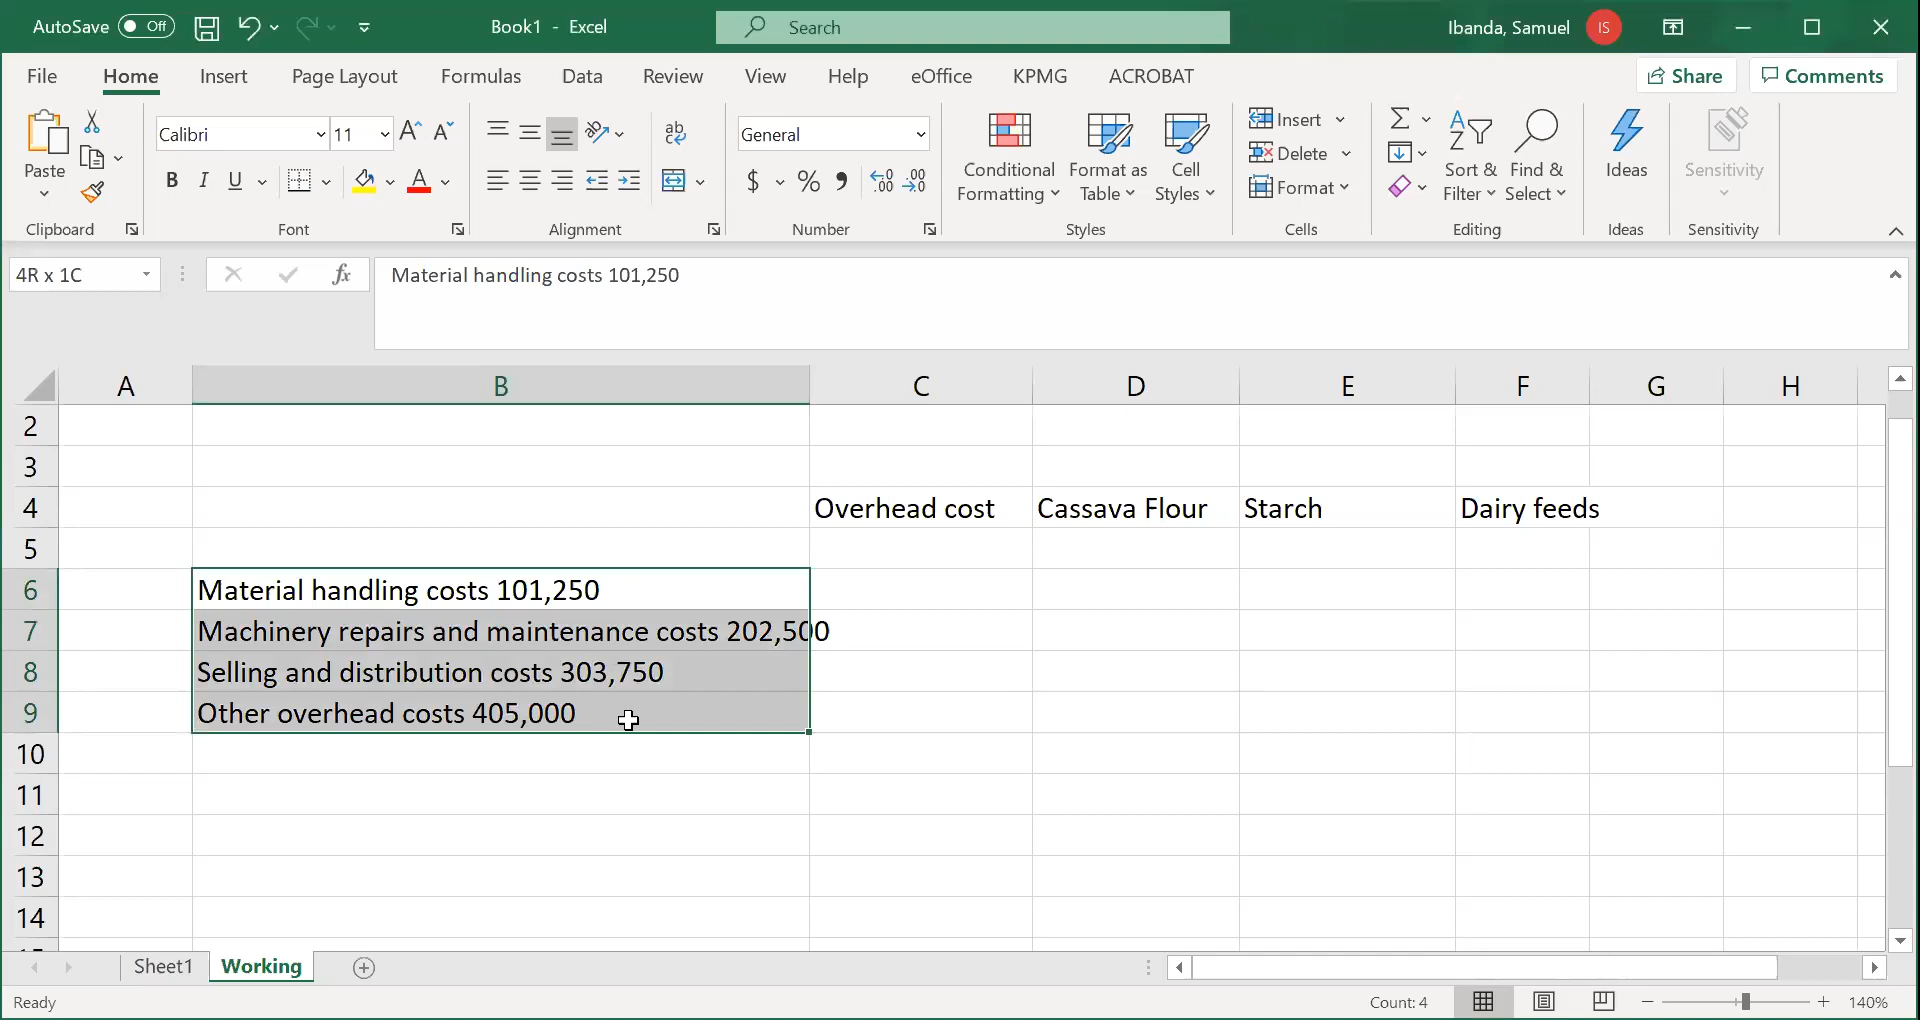 AutoSave Off Book1 - Excel Search Ibanda, Samuel IS
File Home Insert Page Layout Formulas Data Review View Help eOffice KPMG ACROBAT Share Comments
Paste Calibri 11 General Conditional Formatting Format as Table Cell Styles Insert Delete Format Sort & Filter Find & Select Ideas Sensitivity
Clipboard Font Alignment Number Styles Cells Editing Ideas Sensitivity
4R x 1C fx Material handling costs 101,250
A B C D E F G H
2
3
4 Overhead cost Cassava Flour Starch Dairy feeds
5
6 Material handling costs 101,250
7 Machinery repairs and maintenance costs 202,500
8 Selling and distribution costs 303,750
9 Other overhead costs 405,000
10
11
12
13
14
Sheet1 Working
Ready Count: 4 140%